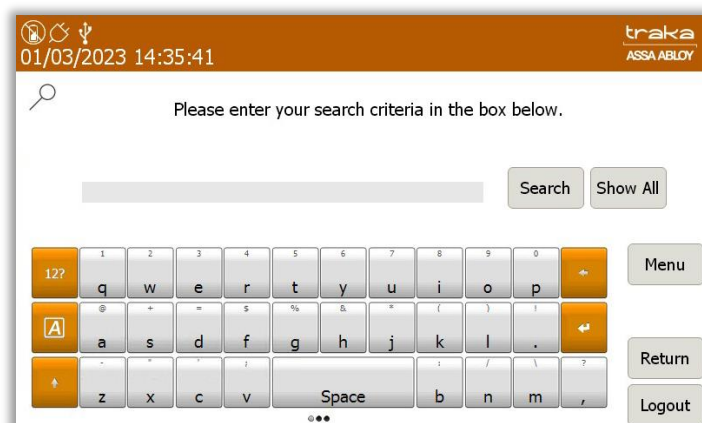 traka
01/03/2023 14:35:41
ASSA ABLOY
Please enter your search criteria in the box below.
Search Show All
1 2 3 4 5 6 7 8 9 0
12? q w e r t y u i o p
Menu
@ + = $ % & * ( ) !
A a s d f g h j k l .
- " ' ; : / \ ?
z x c v Space b n m ,
Return
Logout